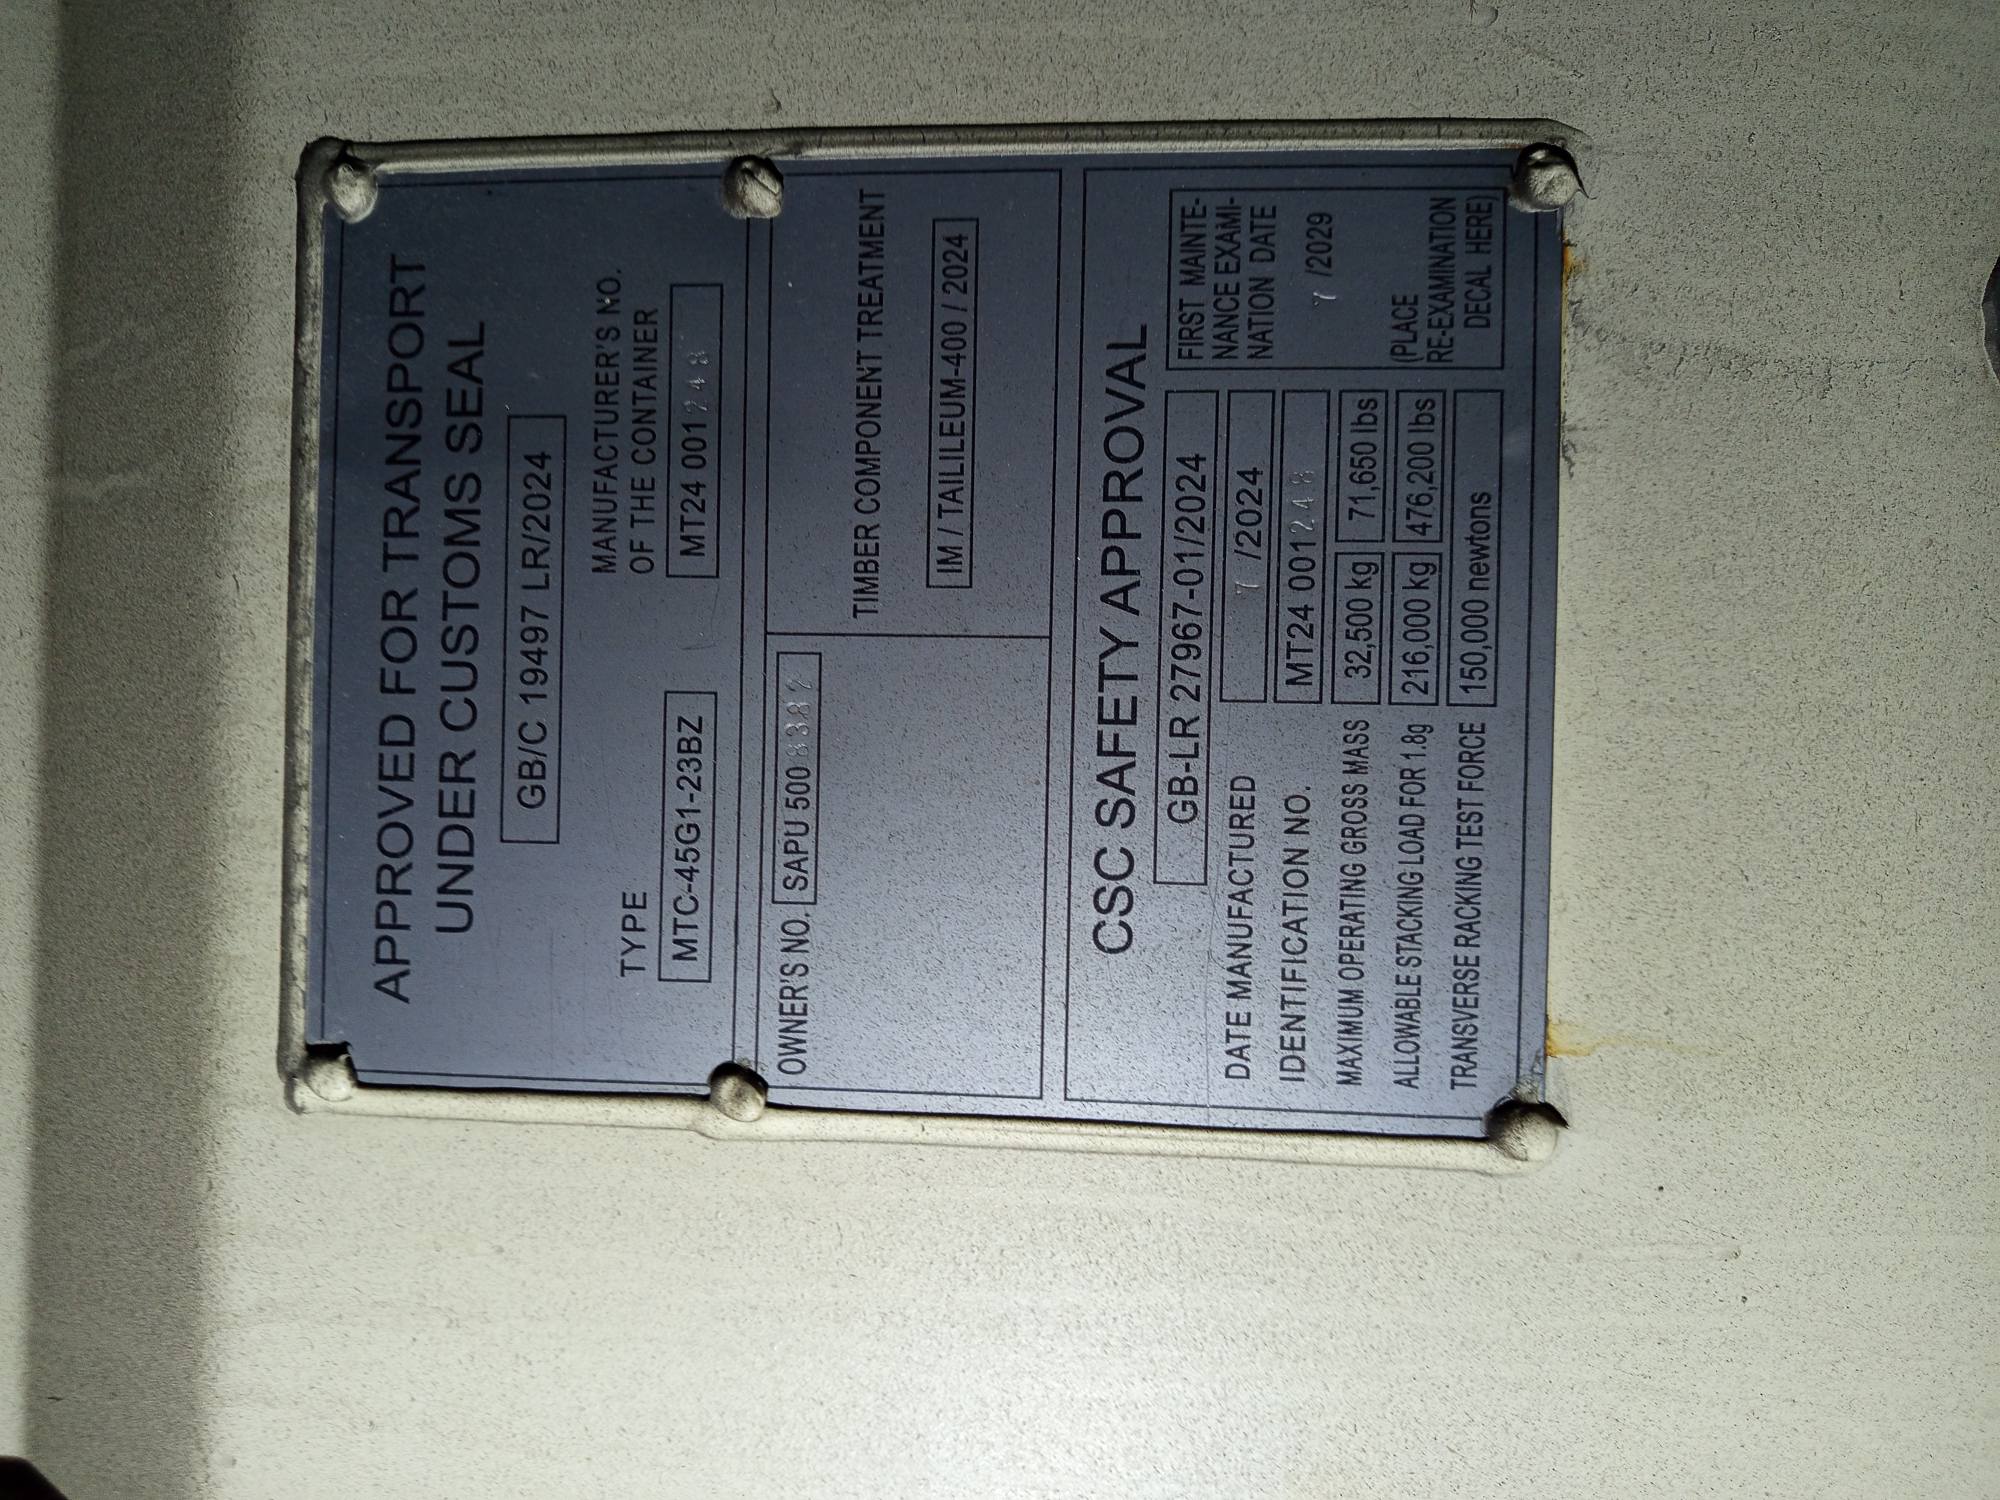 APPROVED FOR TRANSPORT
UNDER CUSTOMS SEAL
GB/C 19497 LR/2024
TYPE
MTC-45G1-23BZ
MANUFACTURER'S NO.
OF THE CONTAINER
MT24 001248
OWNER'S NO. SAPU 500
TIMBER COMPONENT TREATMENT
IM / TAILILEUM-400 / 2024
CSC SAFETY APPROVAL
GB-LR 27967-01/2024
DATE MANUFACTURED 7 /2024
IDENTIFICATION NO. MT24 001248
MAXIMUM OPERATING GROSS MASS 32,500 kg 71,650 lbs
ALLOWABLE STACKING LOAD FOR 1.8g 216,000 kg 476,200 lbs
TRANSVERSE RACKING TEST FORCE 150,000 newtons
FIRST MAINTE-
NANCE EXAMI-
NATION DATE
7 /2029
(PLACE
RE-EXAMINATION
DECAL HERE)